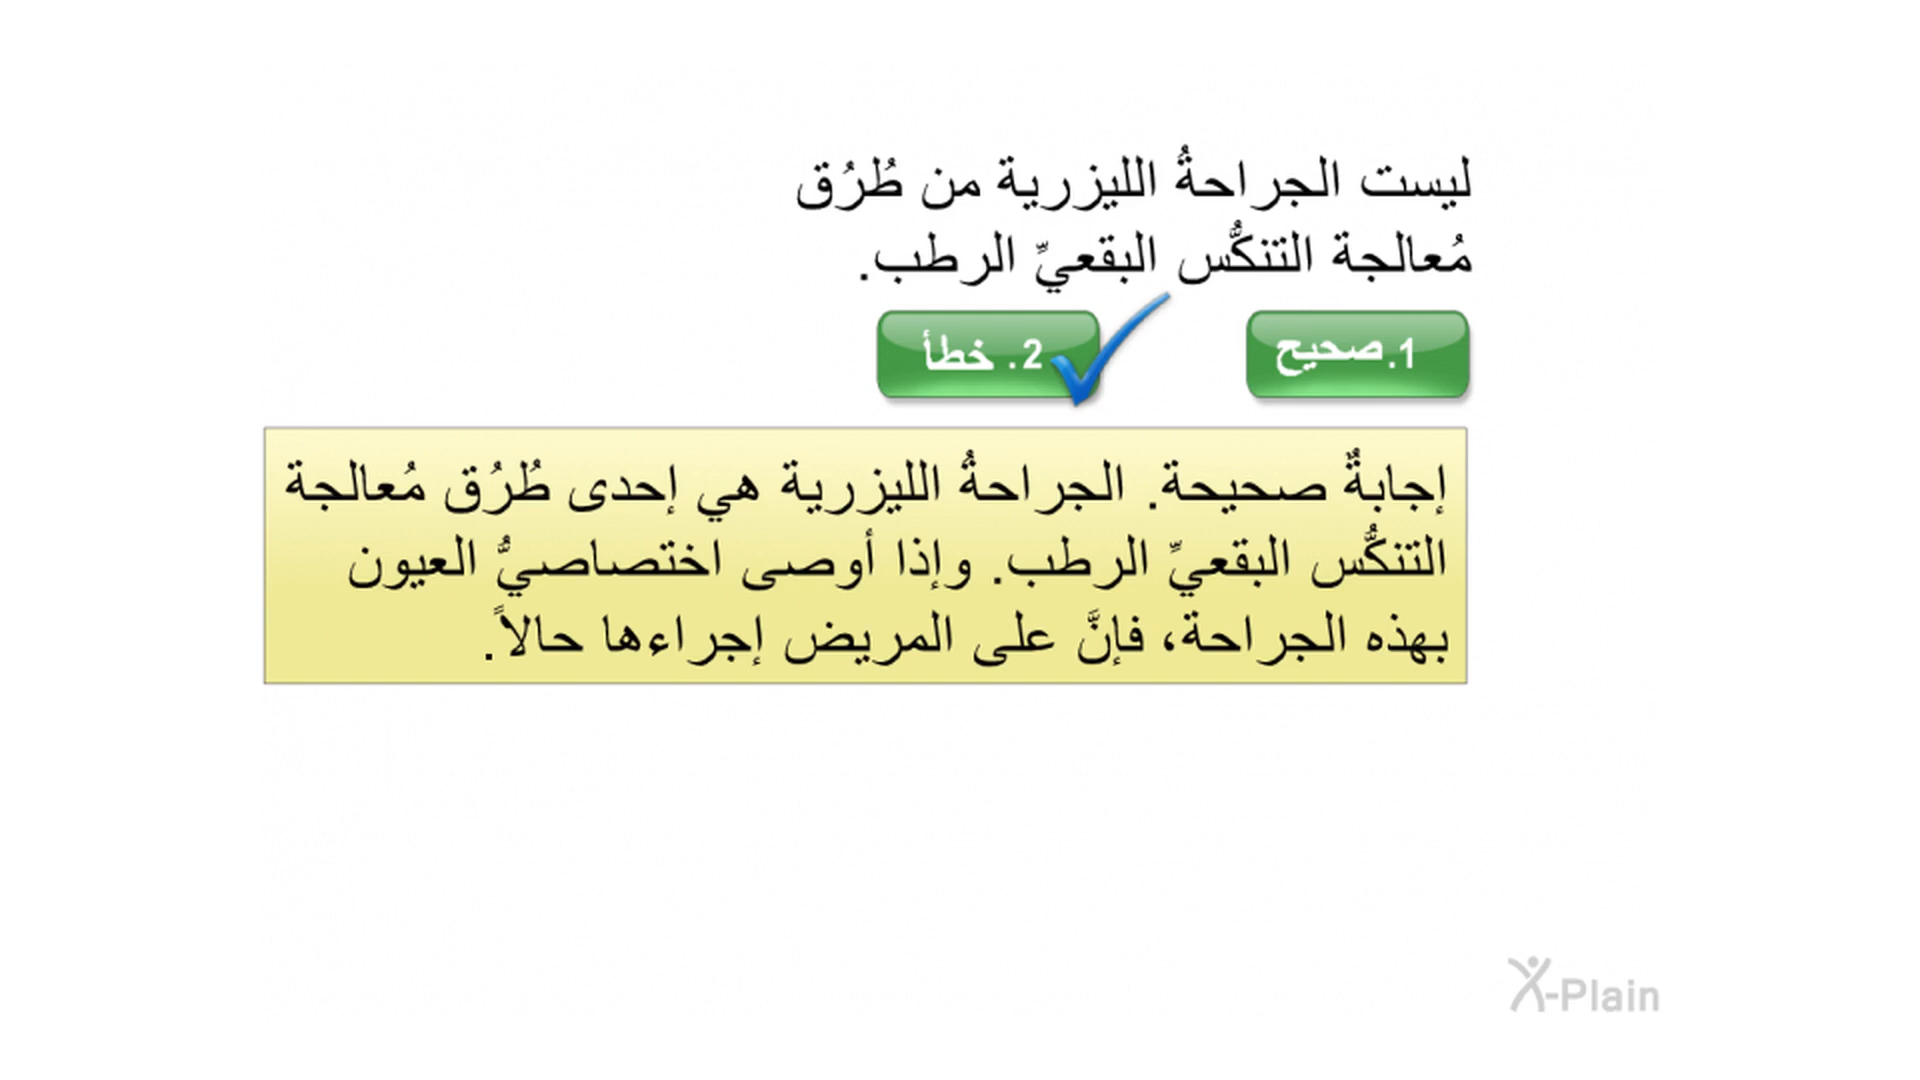 ليست الجراحةُ الليزرية من طُرُق
مُعالجة التنكُّس البقعيِّ الرطب.
1. صحيح
2. خطأ
إجابةٌ صحيحة. الجراحةُ الليزرية هي إحدى طُرُق مُعالجة
التنكُّس البقعيِّ الرطب. وإذا أوصى اختصاصيُّ العيون
بهذه الجراحة، فإنَّ على المريض إجراءها حالاً.
X-Plain